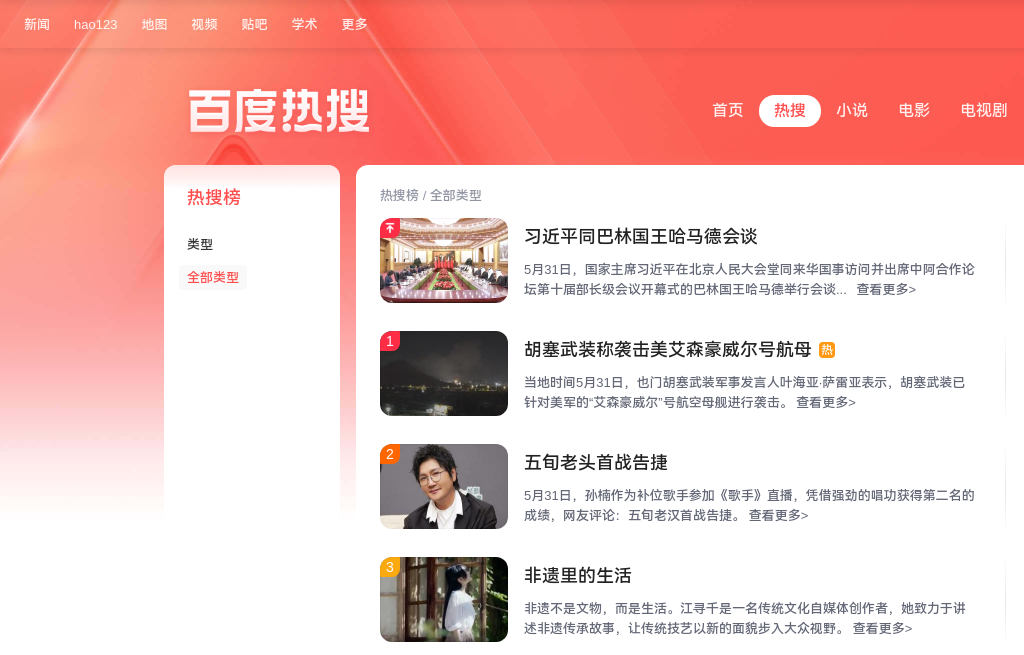 新闻 hao123 地图 视频 贴吧 学术 更多
百度热搜
首页 热搜 小说 电影 电视剧
热搜榜
类型
全部类型
热搜榜 / 全部类型
习近平同巴林国王哈马德会谈
5月31日，国家主席习近平在北京人民大会堂同来华国事访问并出席中阿合作论
坛第十届部长级会议开幕式的巴林国王哈马德举行会谈... 查看更多>
1
胡塞武装称袭击美艾森豪威尔号航母 热
当地时间5月31日，也门胡塞武装军事发言人叶海亚·萨雷亚表示，胡塞武装已
针对美军的“艾森豪威尔”号航空母舰进行袭击。 查看更多>
2
五旬老头首战告捷
5月31日，孙楠作为补位歌手参加《歌手》直播，凭借强劲的唱功获得第二名的
成绩，网友评论：五旬老汉首战告捷。 查看更多>
3
非遗里的生活
非遗不是文物，而是生活。江寻千是一名传统文化自媒体创作者，她致力于讲
述非遗传承故事，让传统技艺以新的面貌步入大众视野。 查看更多>